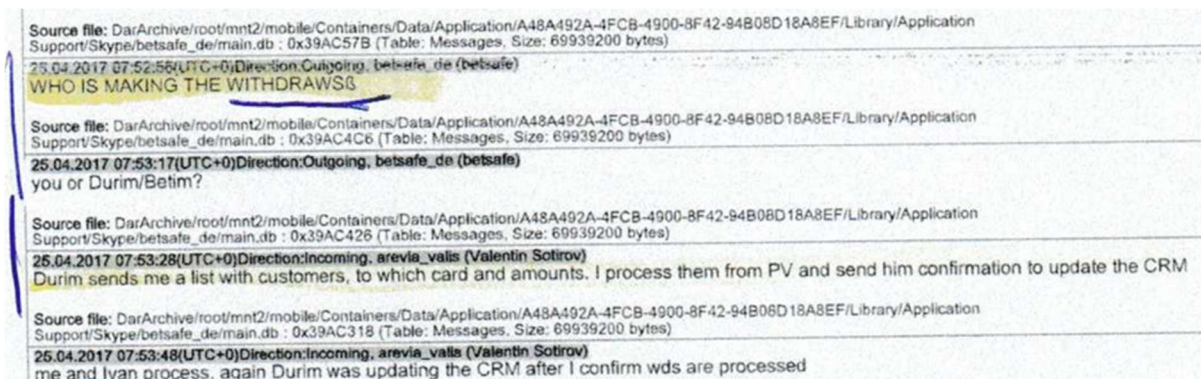 Source file: DarArchive/root/mnt2/mobile/Containers/Data/Application/A48A492A-4FCB-4900-8F42-94B08D18A8EF/Library/Application
Support/Skype/betsafe_de/main.db : 0x39AC57B (Table: Messages, Size: 69939200 bytes)
25.04.2017 07:52:56(UTC+0)Direction:Outgoing, betsafe_de (betsafe)
WHO IS MAKING THE WITHDRAWSß
Source file: DarArchive/root/mnt2/mobile/Containers/Data/Application/A48A492A-4FCB-4900-8F42-94B08D18A8EF/Library/Application
Support/Skype/betsafe_de/main.db : 0x39AC4C6 (Table: Messages, Size: 69939200 bytes)
25.04.2017 07:53:17(UTC+0)Direction:Outgoing, betsafe_de (betsafe)
you or Durim/Betim?
Source file: DarArchive/root/mnt2/mobile/Containers/Data/Application/A48A492A-4FCB-4900-8F42-94B08D18A8EF/Library/Application
Support/Skype/betsafe_de/main.db : 0x39AC426 (Table: Messages, Size: 69939200 bytes)
25.04.2017 07:53:28(UTC+0)Direction:Incoming, arevia_valis (Valentin Sotirov)
Durim sends me a list with customers, to which card and amounts. I process them from PV and send him confirmation to update the CRM
Source file: DarArchive/root/mnt2/mobile/Containers/Data/Application/A48A492A-4FCB-4900-8F42-94B08D18A8EF/Library/Application
Support/Skype/betsafe_de/main.db : 0x39AC318 (Table: Messages, Size: 69939200 bytes)
25.04.2017 07:53:48(UTC+0)Direction:Incoming, arevia_valis (Valentin Sotirov)
me and Ivan process, again Durim was updating the CRM after I confirm wds are processed